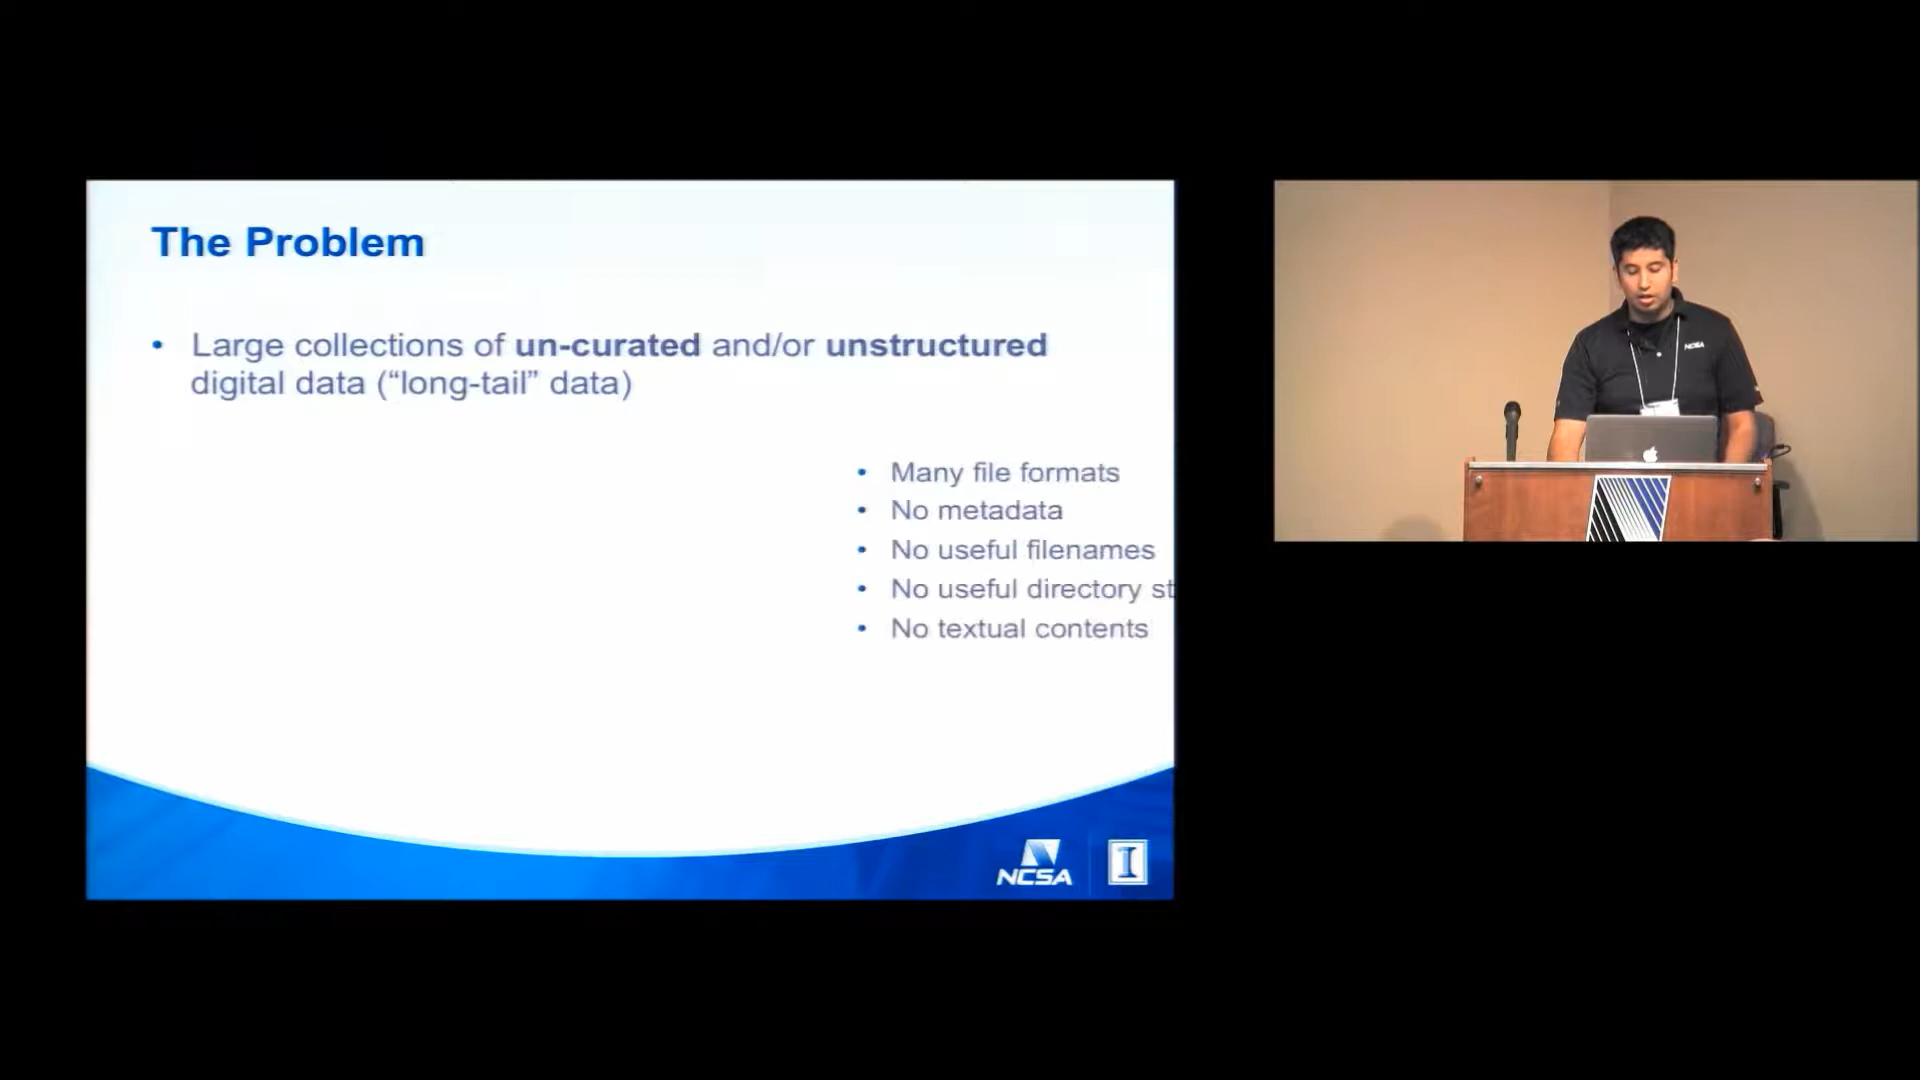 The Problem
• Large collections of un-curated and/or unstructured
digital data (“long-tail” data)
• Many file formats
• No metadata
• No useful filenames
• No useful directory st
• No textual contents
NCSA
I
NCSA